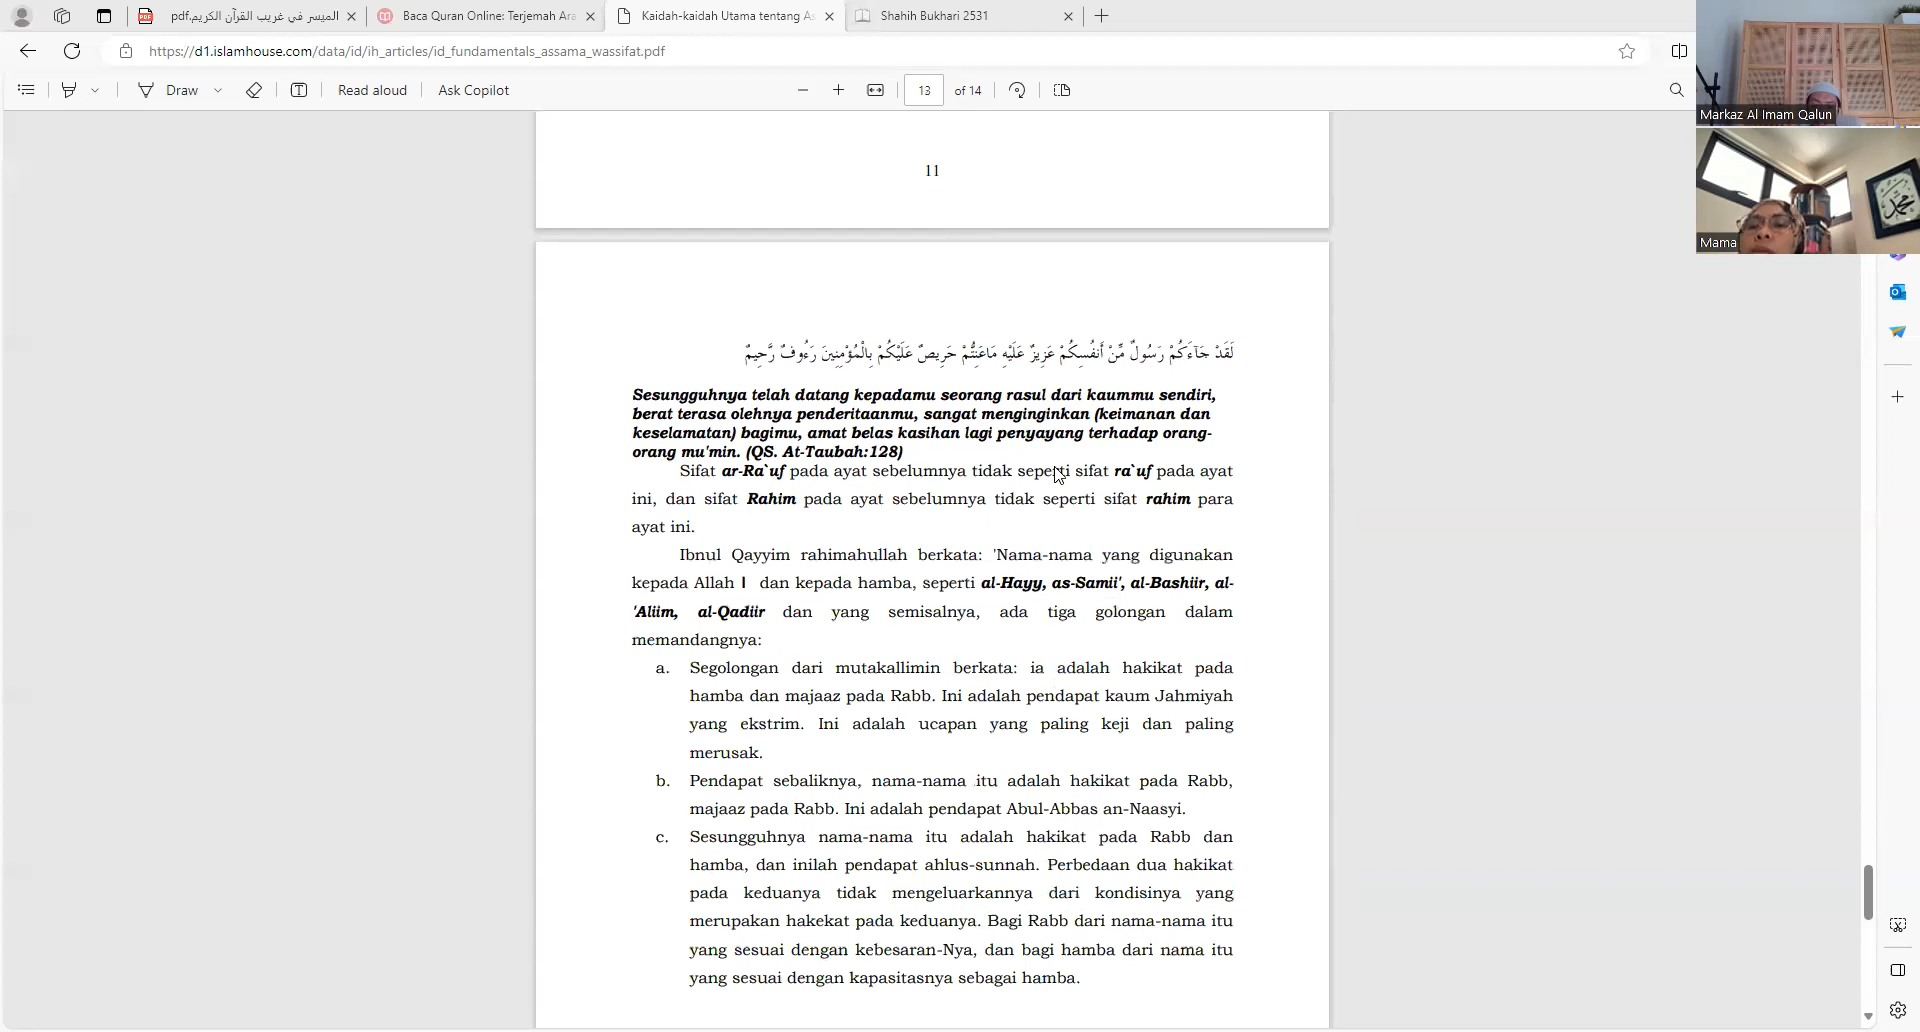 الميسر في غريب القرآن الكريم.pdf
Baca Quran Online: Terjemah Ara
Kaidah-kaidah Utama tentang As
Shahih Bukhari 2531
https://d1.islamhouse.com/data/id/ih_articles/id_fundamentals_assama_wassifat.pdf
Draw
Read aloud
Ask Copilot
13 of 14
Markaz Al Imam Qalun
Mama
11
لَقَدْ جَآءَكُمْ رَسُولٌ مِّنْ أَنفُسِكُمْ عَزِيزٌ عَلَيْهِ مَاعَنِتُّمْ حَرِيصٌ عَلَيْكُمْ بِالْمُؤْمِنِينَ رَءُوفٌ رَّحِيمٌ
Sesungguhnya telah datang kepadamu seorang rasul dari kaummu sendiri,
berat terasa olehnya penderitaanmu, sangat menginginkan (keimanan dan
keselamatan) bagimu, amat belas kasihan lagi penyayang terhadap orang-
orang mu'min. (QS. At-Taubah:128)
Sifat ar-Ra`uf pada ayat sebelumnya tidak seperti sifat ra`uf pada ayat
ini, dan sifat Rahim pada ayat sebelumnya tidak seperti sifat rahim para
ayat ini.
Ibnul Qayyim rahimahullah berkata: 'Nama-nama yang digunakan
kepada Allah I dan kepada hamba, seperti al-Hayy, as-Samii', al-Bashiir, al-
'Aliim, al-Qadiir dan yang semisalnya, ada tiga golongan dalam
memandangnya:
a. Segolongan dari mutakallimin berkata: ia adalah hakikat pada
hamba dan majaaz pada Rabb. Ini adalah pendapat kaum Jahmiyah
yang ekstrim. Ini adalah ucapan yang paling keji dan paling
merusak.
b. Pendapat sebaliknya, nama-nama itu adalah hakikat pada Rabb,
majaaz pada Rabb. Ini adalah pendapat Abul-Abbas an-Naasyi.
c. Sesungguhnya nama-nama itu adalah hakikat pada Rabb dan
hamba, dan inilah pendapat ahlus-sunnah. Perbedaan dua hakikat
pada keduanya tidak mengeluarkannya dari kondisinya yang
merupakan hakekat pada keduanya. Bagi Rabb dari nama-nama itu
yang sesuai dengan kebesaran-Nya, dan bagi hamba dari nama itu
yang sesuai dengan kapasitasnya sebagai hamba.